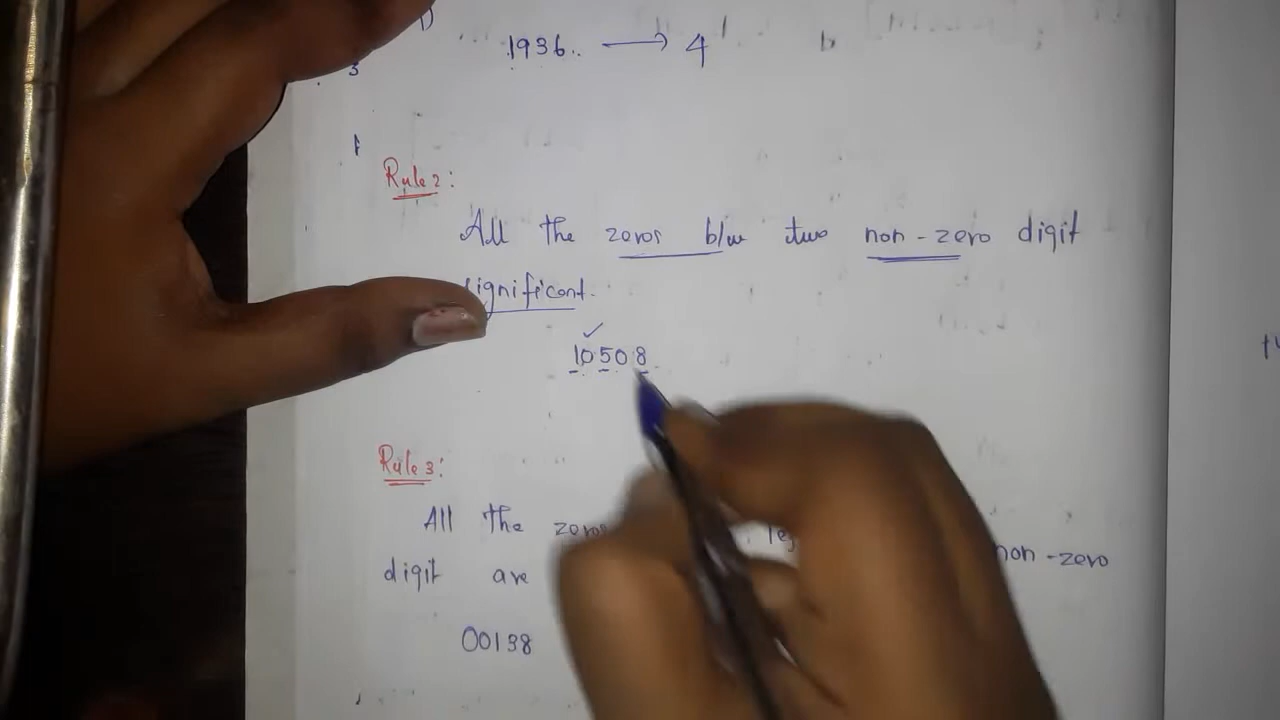 1936.. → 4
Rule 2:
All the zeros b/w two non-zero digit
significant.
✓
10508
Rule 3:
All the zeros non-zero
digit are
00138